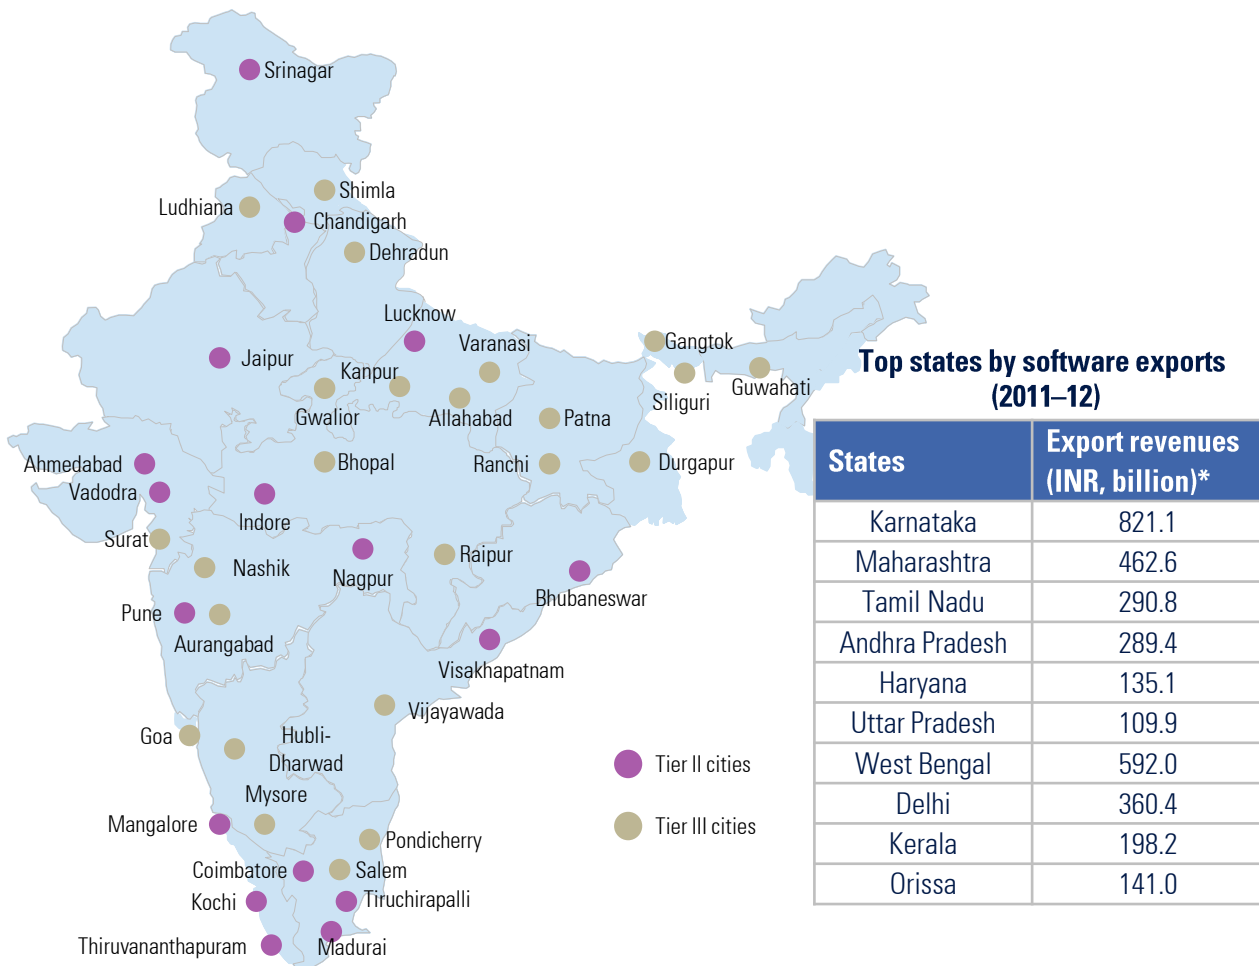 Srinagar
Shimla
Ludhiana
Chandigarh
Dehradun
Lucknow
Varanasi
Gangtok
Jaipur
Kanpur
Siliguri
Guwahati
Gwalior
Allahabad
Patna
Ahmedabad
Bhopal
Ranchi
Durgapur
Vadodra
Indore
Surat
Nashik
Nagpur
Raipur
Bhubaneswar
Pune
Aurangabad
Visakhapatnam
Vijayawada
Goa
Hubli-
Dharwad
Mysore
Mangalore
Pondicherry
Coimbatore
Salem
Kochi
Tiruchirapalli
Thiruvananthapuram
Madurai
Tier II cities
Tier III cities
Top states by software exports
(2011–12)
States
Export revenues
(INR, billion)*
Karnataka 821.1
Maharashtra 462.6
Tamil Nadu 290.8
Andhra Pradesh 289.4
Haryana 135.1
Uttar Pradesh 109.9
West Bengal 592.0
Delhi 360.4
Kerala 198.2
Orissa 141.0